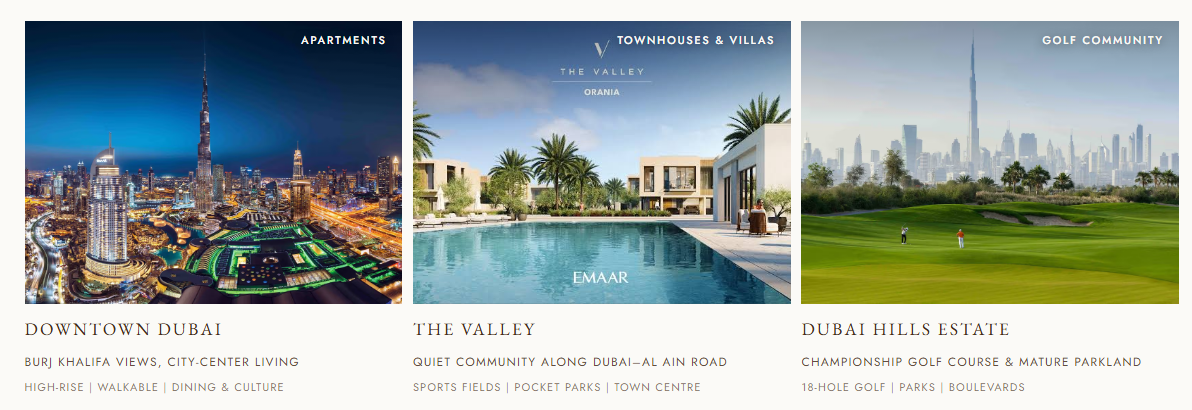 APARTMENTS
DOWNTOWN DUBAI
BURJ KHALIFA VIEWS, CITY-CENTER LIVING
HIGH-RISE | WALKABLE | DINING & CULTURE
TOWNHOUSES & VILLAS
THE VALLEY
ORANIA
EMAAR
THE VALLEY
QUIET COMMUNITY ALONG DUBAI–AL AIN ROAD
SPORTS FIELDS | POCKET PARKS | TOWN CENTRE
GOLF COMMUNITY
DUBAI HILLS ESTATE
CHAMPIONSHIP GOLF COURSE & MATURE PARKLAND
18-HOLE GOLF | PARKS | BOULEVARDS